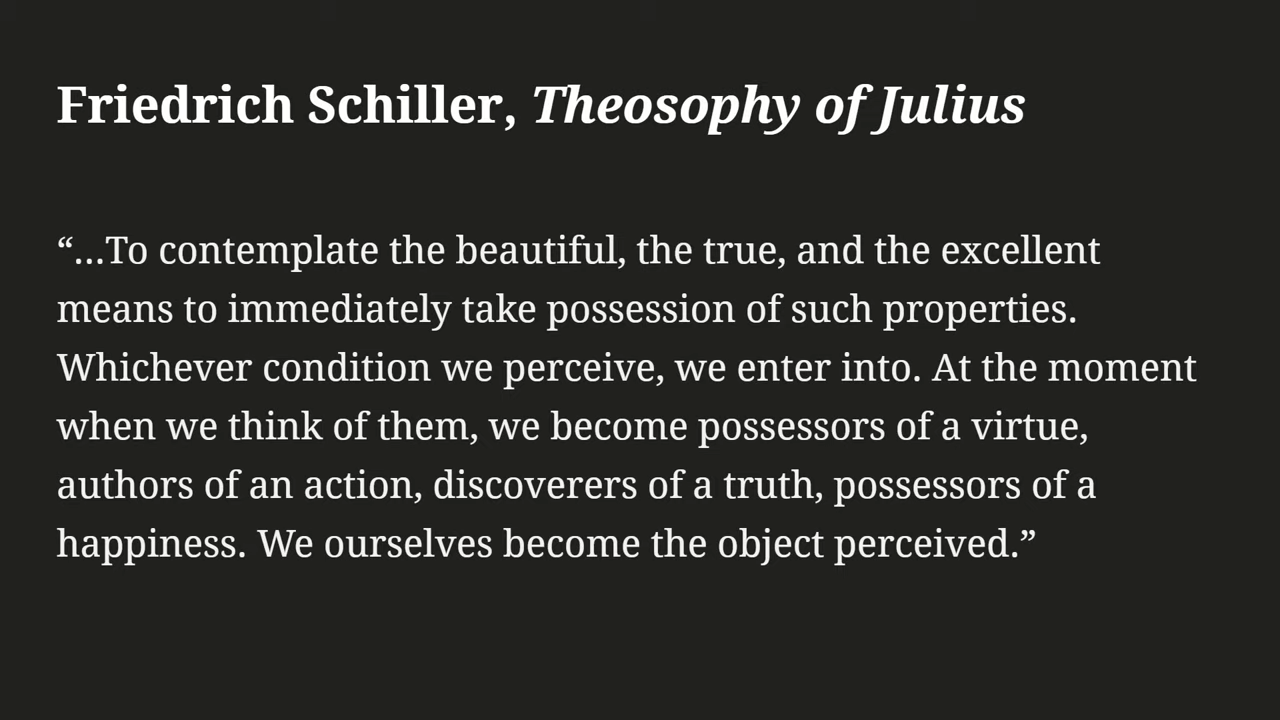 Friedrich Schiller, Theosophy of Julius
“…To contemplate the beautiful, the true, and the excellent
means to immediately take possession of such properties.
Whichever condition we perceive, we enter into. At the moment
when we think of them, we become possessors of a virtue,
authors of an action, discoverers of a truth, possessors of a
happiness. We ourselves become the object perceived.”